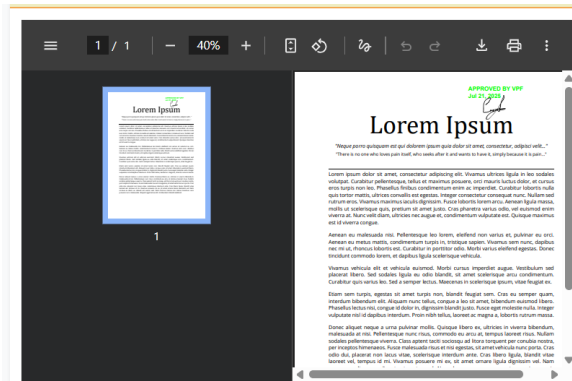 1 / 1
40%
1
APPROVED BY VPF
Jul 21, 2026
Lorem Ipsum
"Neque porro quisquam est qui dolorem ipsum quia dolor sit amet, consectetur, adipisci velit..."
"There is no one who loves pain itself, who seeks after it and wants to have it, simply because it is pain..."
Lorem ipsum dolor sit amet, consectetur adipiscing elit. Vivamus ultrices ligula in leo sodales
volutpat. Curabitur pellentesque, tellus et maximus posuere, orci mauris luctus dolor, et cursus
eros turpis non leo. Phasellus finibus condimentum enim ac imperdiet. Curabitur lobortis nulla
quis tortor mattis, ultrices convallis est egestas. Integer consectetur consequat nunc. Nullam sed
rutrum eros. Vivamus maximus iaculis dignissim. Fusce lobortis lorem arcu. Aenean ligula massa,
mollis ut scelerisque quis, pretium sit amet justo. Cras pharetra varius odio, vel euismod enim
viverra at. Nunc velit diam, ultricies nec augue et, condimentum vulputate est. Quisque maximus
est id viverra congue.
Aenean eu malesuada nisi. Pellentesque leo lorem, eleifend non varius et, pulvinar eu orci.
Aenean eu metus mattis, condimentum turpis in, tristique sapien. Vivamus sem nunc, dapibus
nec mi ut, rhoncus lobortis est. Curabitur in porttitor odio. Morbi varius eleifend egestas. Donec
tincidunt commodo lorem, et dapibus ligula scelerisque vehicula.
Vivamus vehicula elit et vehicula euismod. Morbi cursus imperdiet augue. Vestibulum sed
placerat libero. Sed sodales ligula eu odio blandit, sit amet scelerisque arcu condimentum.
Curabitur quis varius leo. Sed a semper lectus. Maecenas in scelerisque ipsum, vitae feugiat ex.
Etiam sem turpis, egestas sit amet turpis non, blandit feugiat sem. Cras eu semper quam,
interdum bibendum elit. Aliquam nunc tellus, congue a leo sit amet, bibendum euismod libero.
Phasellus lectus nisi, congue id dolor in, tincidunt blandit justo. Fusce eget molestie nulla. Integer
vulputate nisl id dapibus interdum. Proin nibh tellus, laoreet ac magna a, lobortis rutrum massa.
Donec aliquet neque a urna pulvinar mollis. Quisque libero ex, ultricies in viverra bibendum,
malesuada at nisi. Pellentesque nunc risus, commodo eu arcu at, tempus laoreet risus. Nullam
sodales pellentesque viverra. Class aptent taciti sociosqu ad litora torquent per conubia nostra,
per inceptos himenaeos. Fusce malesuada risus et nisi egestas, sit amet vehicula nunc porta. Cras
odio dui, placerat non lacus vitae, scelerisque interdum ante. Cras libero ligula, blandit vitae
laoreet vel, tempus id mi. Vivamus posuere mi ex, sit amet ornare ligula dignissim vel. Nam